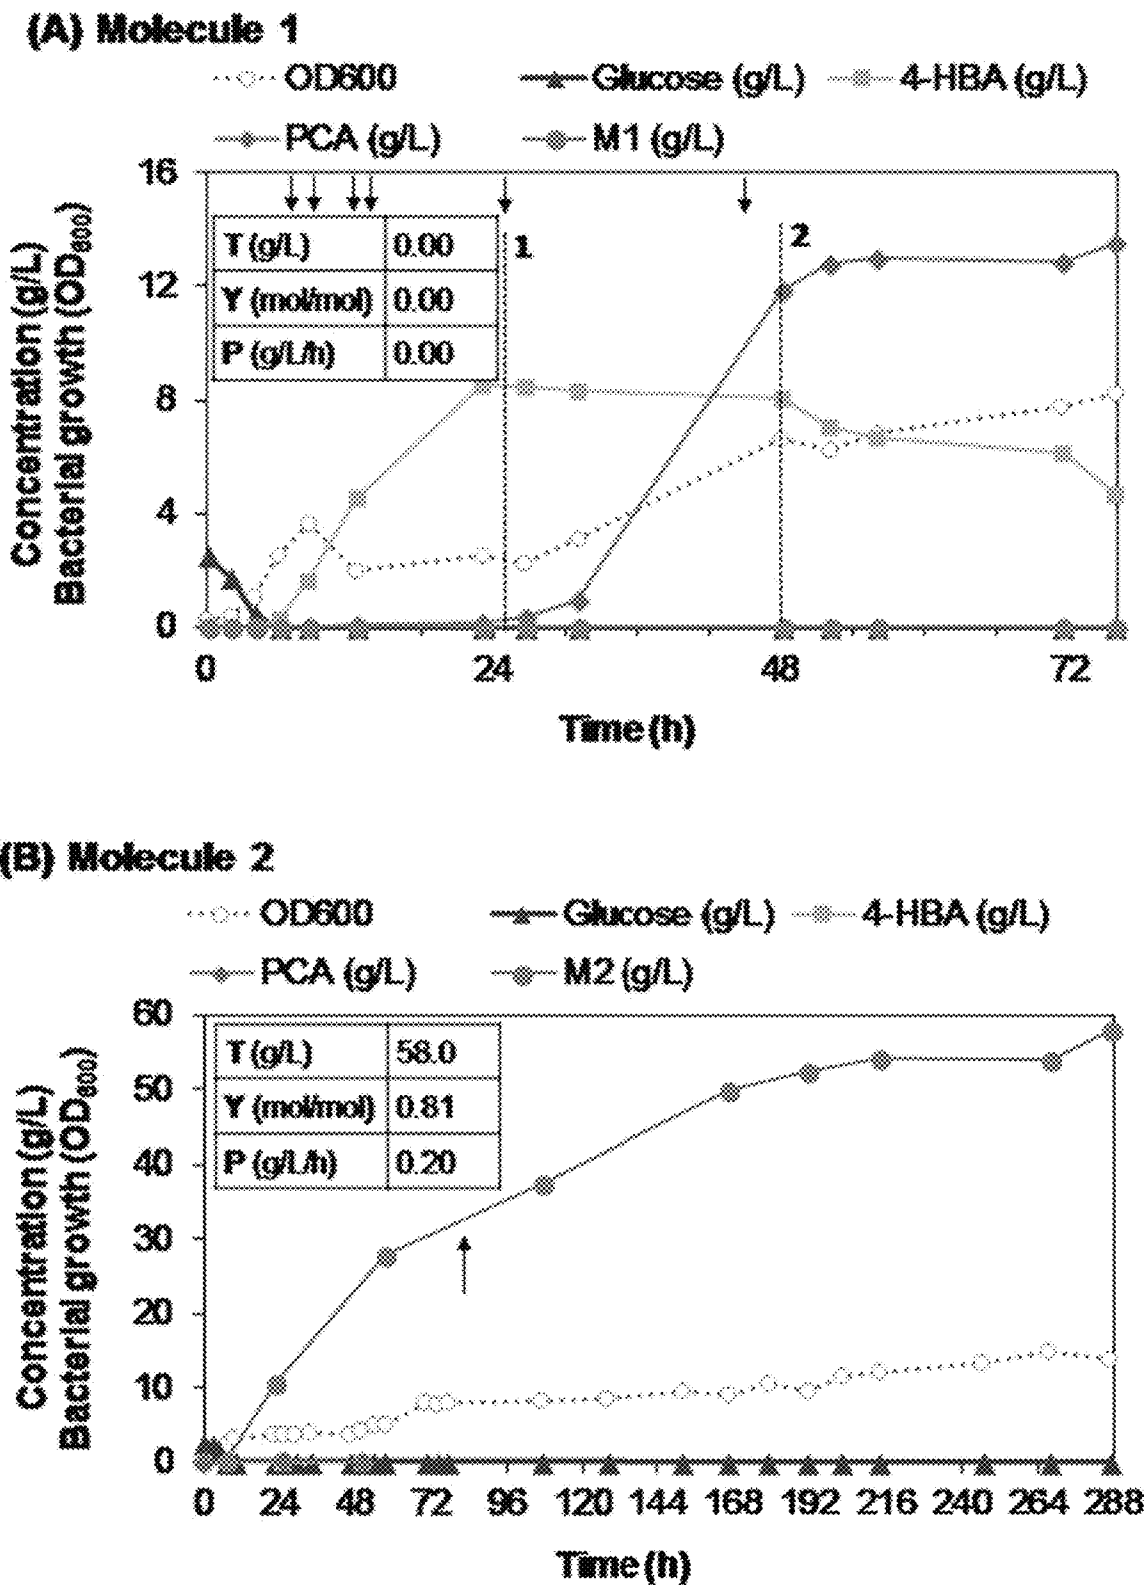 (A) Molecule 1
OD600 Glucose (g/L) 4-HBA (g/L)
PCA (g/L) M1 (g/L)
Concentration (g/L)
Bacterial growth (OD600)
16
12
8
4
0
T (g/L) 0.00
Y (mol/mol) 0.00
P (g/L/h) 0.00
1
2
0 24 48 72
Time (h)
(B) Molecule 2
OD600 Glucose (g/L) 4-HBA (g/L)
PCA (g/L) M2 (g/L)
Concentration (g/L)
Bacterial growth (OD600)
60
50
40
30
20
10
0
T (g/L) 58.0
Y (mol/mol) 0.81
P (g/L/h) 0.20
0 24 48 72 96 120 144 168 192 216 240 264 288
Time (h)